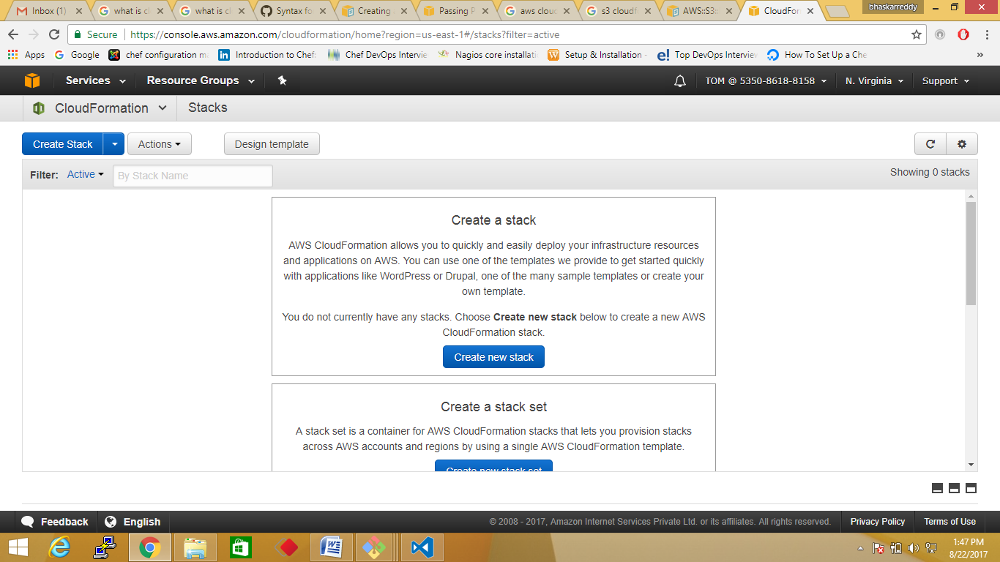 Inbox (1)
what is cl
what is cl
Syntax fo
Creating
Passing P
aws cloud
s3 cloudf
AWS::S3::
CloudForm
bhaskarreddy
Secure
https://console.aws.amazon.com/cloudformation/home?region=us-east-1#/stacks?filter=active
Apps
Google
chef configuration ma
Introduction to Chef:
Chef DevOps Intervie
Nagios core installati
Setup & Installation -
Top DevOps Interview
How To Set Up a Che
»
Services
Resource Groups
TOM @ 5350-8618-8158
N. Virginia
Support
CloudFormation
Stacks
Create Stack
Actions
Design template
Filter:
Active
By Stack Name
Showing 0 stacks
Create a stack
AWS CloudFormation allows you to quickly and easily deploy your infrastructure resources
and applications on AWS. You can use one of the templates we provide to get started quickly
with applications like WordPress or Drupal, one of the many sample templates or create your
own template.
You do not currently have any stacks. Choose Create new stack below to create a new AWS
CloudFormation stack.
Create new stack
Create a stack set
A stack set is a container for AWS CloudFormation stacks that lets you provision stacks
across AWS accounts and regions by using a single AWS CloudFormation template.
Create new stack set
Feedback
English
© 2008 - 2017, Amazon Internet Services Private Ltd. or its affiliates. All rights reserved.
Privacy Policy
Terms of Use
1:47 PM
8/22/2017